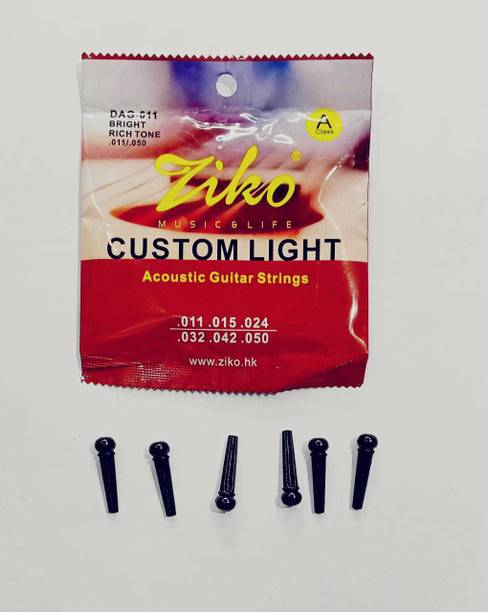 DAG-011
BRIGHT
RICH TONE
.011/.050
A
Class
Ziko®
MUSIC & LIFE
CUSTOM LIGHT
Acoustic Guitar Strings
.011 .015 .024
.032 .042 .050
www.ziko.hk